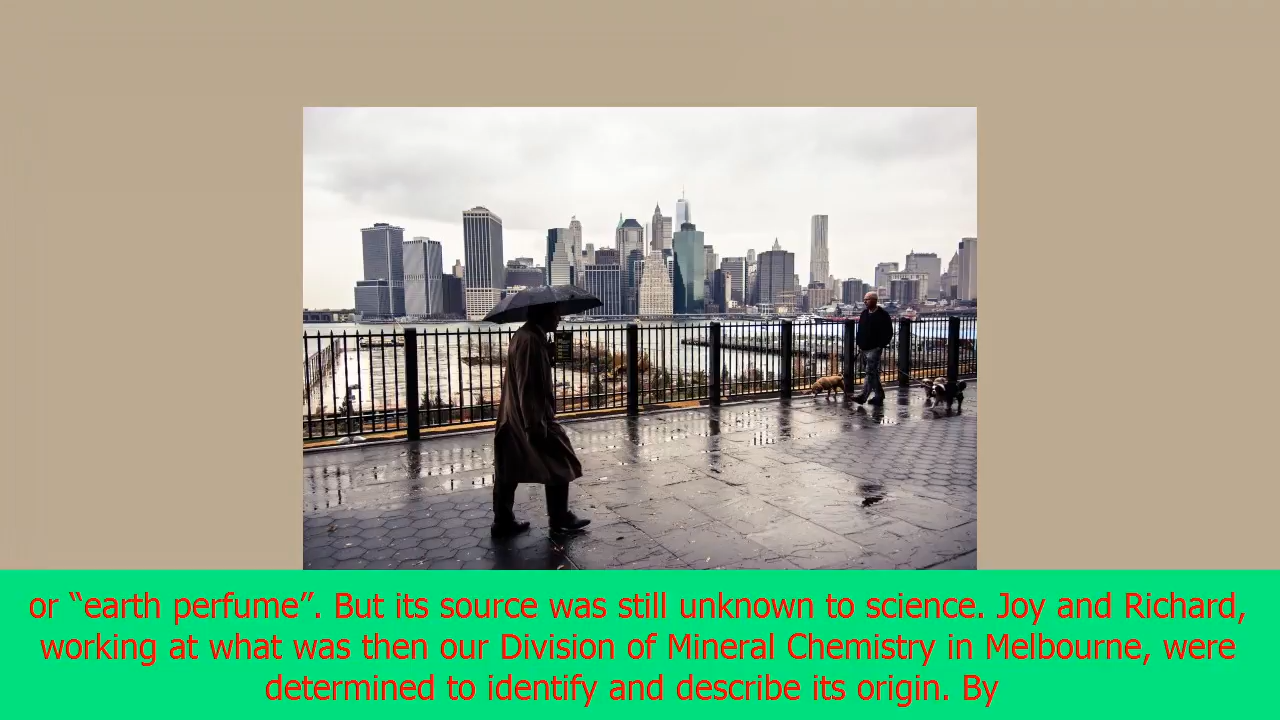 or “earth perfume”. But its source was still unknown to science. Joy and Richard,
working at what was then our Division of Mineral Chemistry in Melbourne, were
determined to identify and describe its origin. By